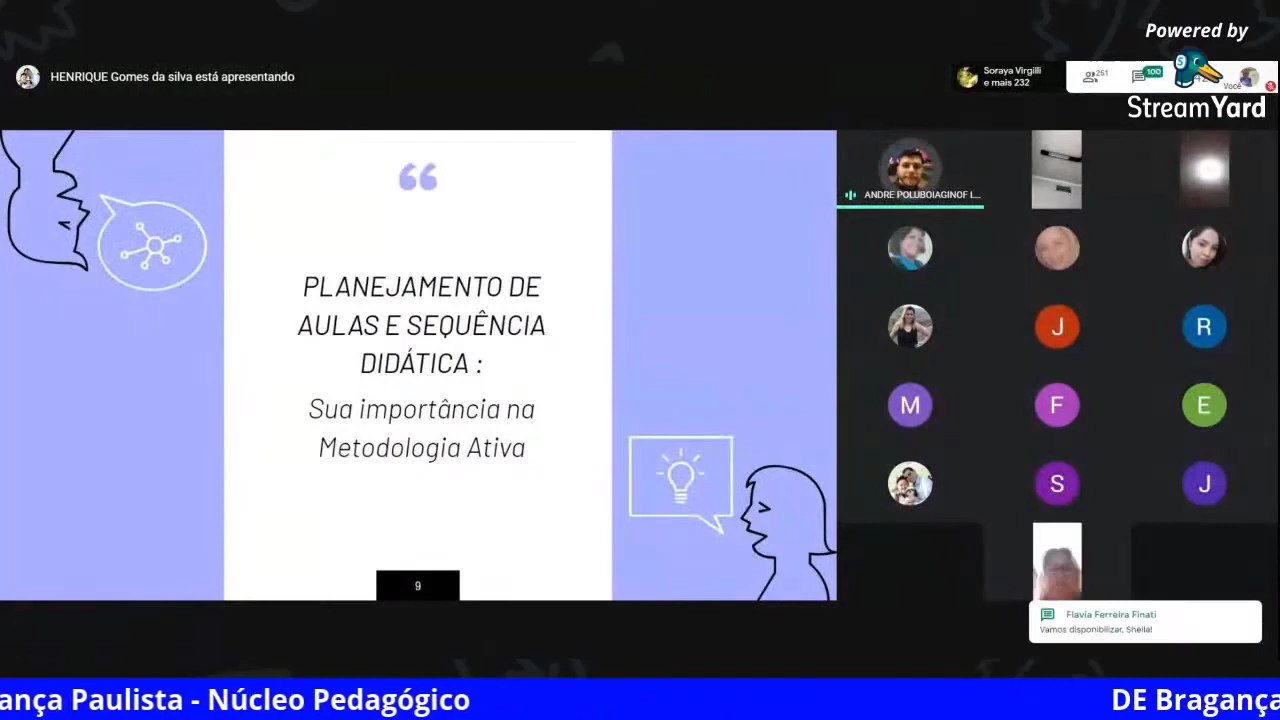 Powered by
StreamYard
HENRIQUE Gomes da silva está apresentando
Soraya Virgilli
e mais 232
261
100
Você
PLANEJAMENTO DE
AULAS E SEQUÊNCIA
DIDÁTICA :
Sua importância na
Metodologia Ativa
9
ANDRE POLUBOIAGINOF L...
J
R
M
F
E
S
J
Flavia Ferreira Finati
Vamos disponibilizar, Sheila!
ança Paulista - Núcleo Pedagógico
DE Bragança